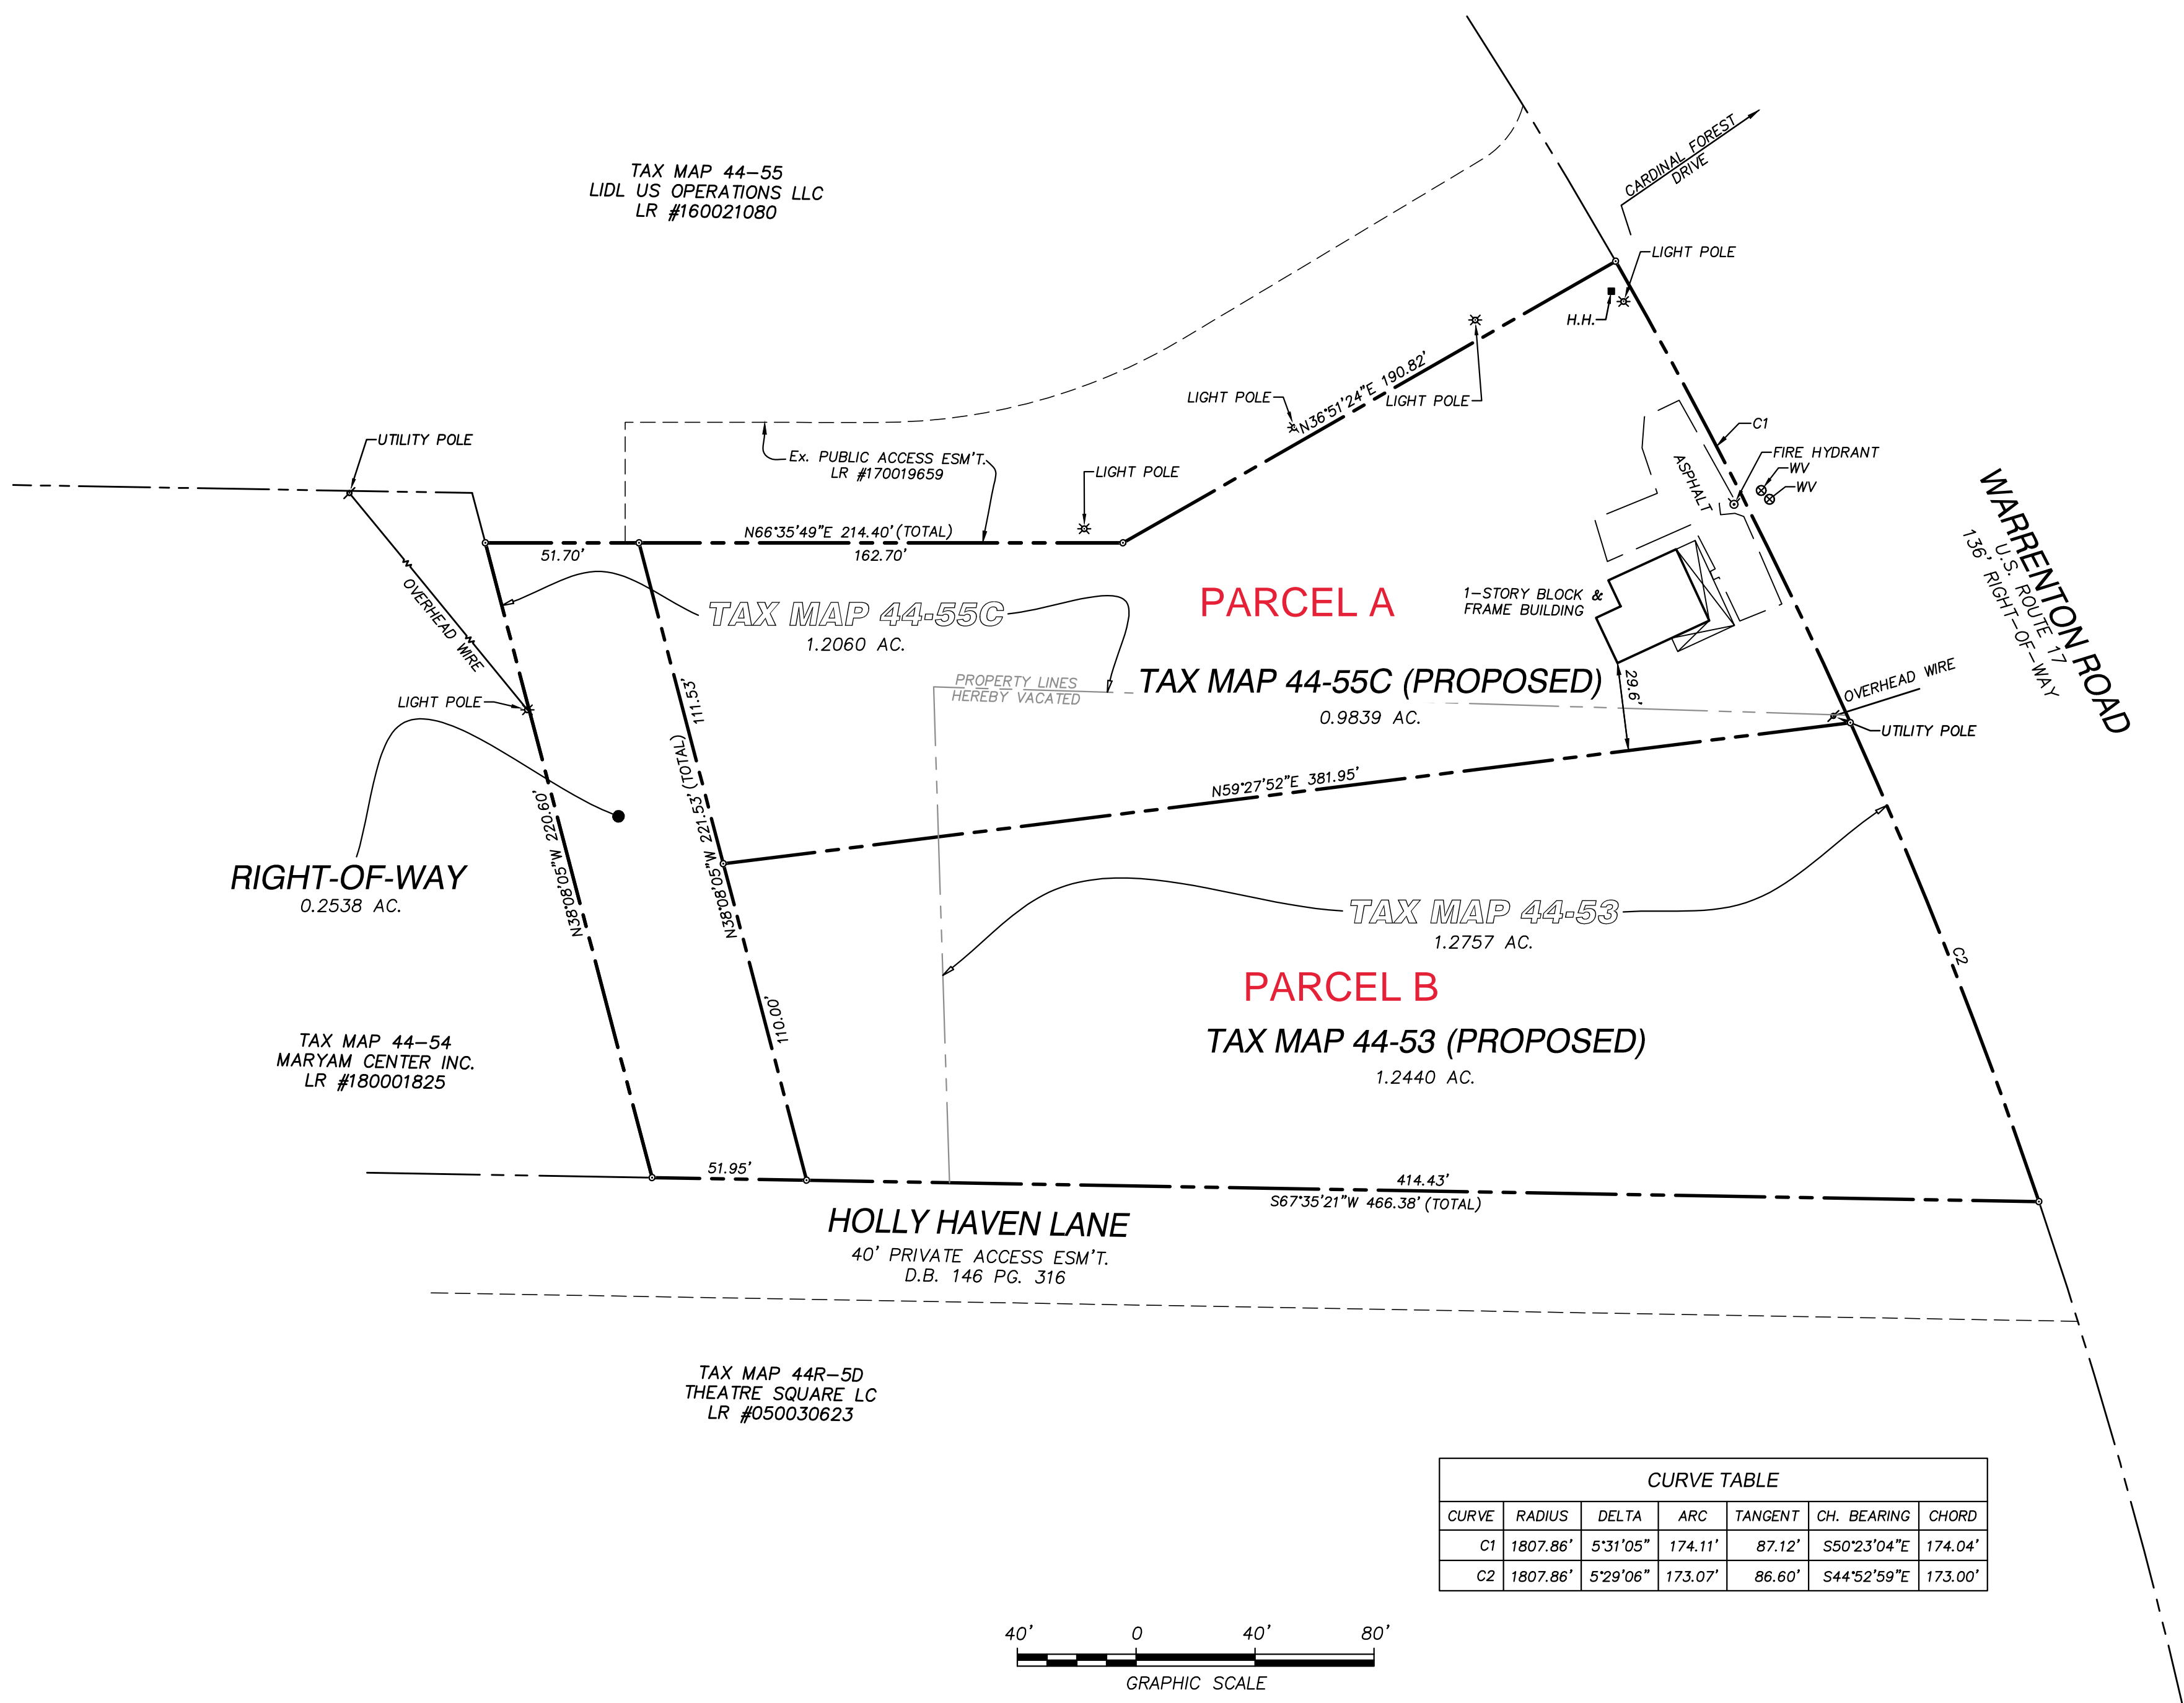 TAX MAP 44-55
LIDL US OPERATIONS LLC
LR #160021080
CARDINAL FOREST
DRIVE
LIGHT POLE
H.H.
N36°51'24"E 190.82'
LIGHT POLE
LIGHT POLE
C1
FIRE HYDRANT
WV
WV
ASPHALT
UTILITY POLE
Ex. PUBLIC ACCESS ESM'T.
LR #170019659
LIGHT POLE
WARRENTON ROAD
U.S. ROUTE 17
136' RIGHT-OF-WAY
N66°35'49"E 214.40' (TOTAL)
51.70'
162.70'
OVERHEAD WIRE
TAX MAP 44-55C
1.2060 AC.
PARCEL A
1-STORY BLOCK &
FRAME BUILDING
TAX MAP 44-55C (PROPOSED)
0.9839 AC.
PROPERTY LINES
HEREBY VACATED
29.6'
OVERHEAD WIRE
UTILITY POLE
LIGHT POLE
111.53'
N38°08'05"W 221.53' (TOTAL)
N38°08'05"W 220.60'
N59°27'52"E 381.95'
RIGHT-OF-WAY
0.2538 AC.
TAX MAP 44-53
1.2757 AC.
C2
PARCEL B
TAX MAP 44-53 (PROPOSED)
1.2440 AC.
110.00'
TAX MAP 44-54
MARYAM CENTER INC.
LR #180001825
51.95'
414.43'
S67°35'21"W 466.38' (TOTAL)
HOLLY HAVEN LANE
40' PRIVATE ACCESS ESM'T.
D.B. 146 PG. 316
TAX MAP 44R-5D
THEATRE SQUARE LC
LR #050030623
CURVE TABLE
CURVE RADIUS DELTA ARC TANGENT CH. BEARING CHORD
C1 1807.86' 5°31'05" 174.11' 87.12' S50°23'04"E 174.04'
C2 1807.86' 5°29'06" 173.07' 86.60' S44°52'59"E 173.00'
40' 0 40' 80'
GRAPHIC SCALE